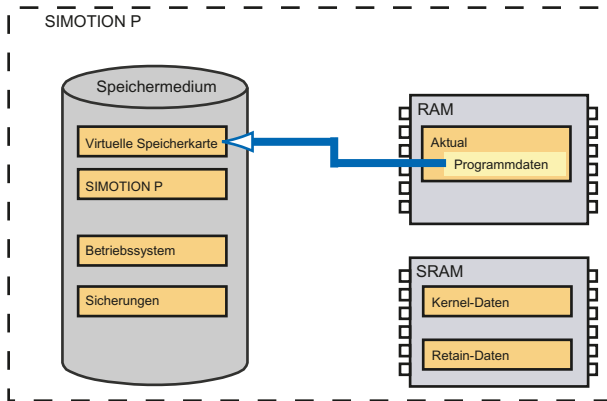 SIMOTION P
Speichermedium
Virtuelle Speicherkarte
SIMOTION P
Betriebssystem
Sicherungen
RAM
Aktual
Programmdaten
SRAM
Kernel-Daten
Retain-Daten